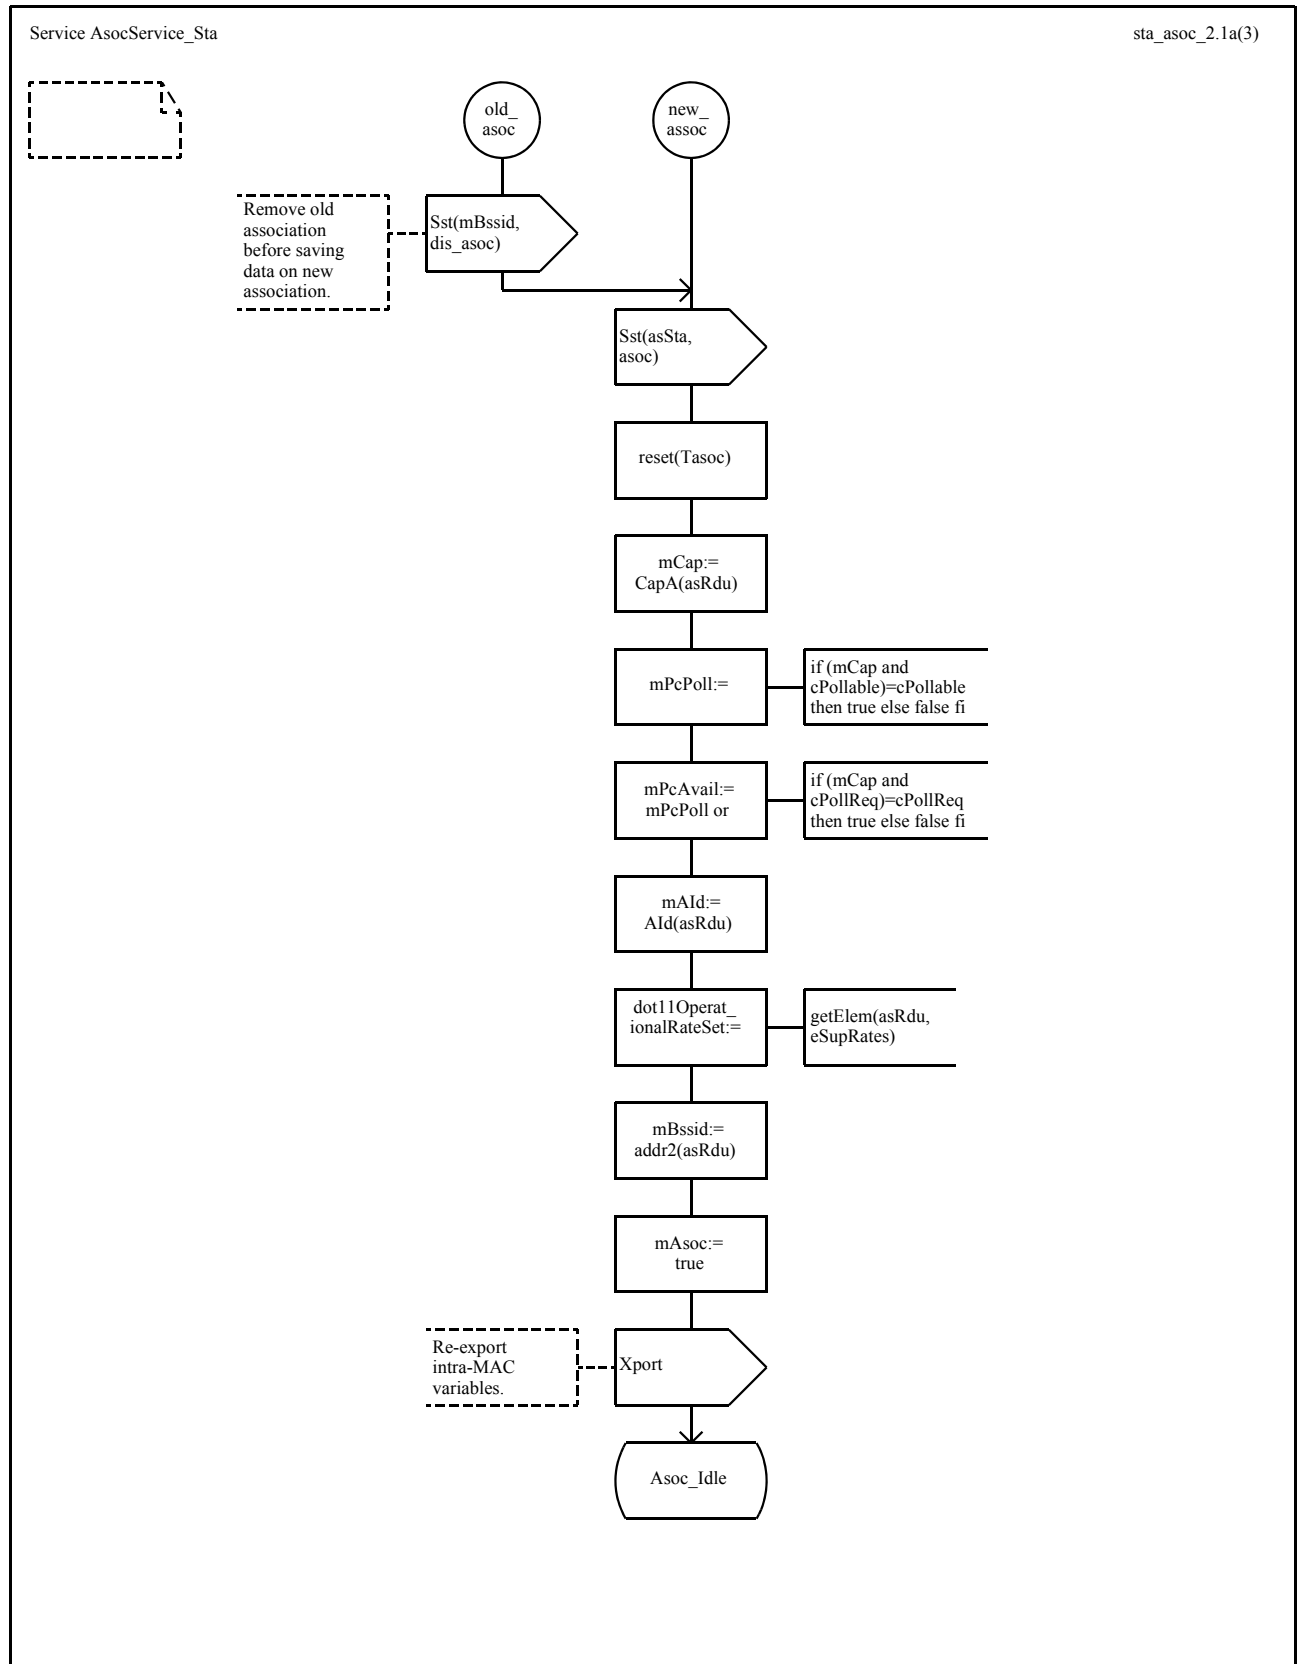 Service AsocService_Sta
sta_asoc_2.1a(3)
old_
asoc
new_
assoc
Remove old
association
before saving
data on new
association.
Sst(mBssid,
dis_asoc)
Sst(asSta,
asoc)
reset(Tasoc)
mCap:=
CapA(asRdu)
mPcPoll:=
if (mCap and
cPollable)=cPollable
then true else false fi
mPcAvail:=
mPcPoll or
if (mCap and
cPollReq)=cPollReq
then true else false fi
mAId:=
AId(asRdu)
dot11Operat_
ionalRateSet:=
getElem(asRdu,
eSupRates)
mBssid:=
addr2(asRdu)
mAsoc:=
true
Re-export
intra-MAC
variables.
Xport
Asoc_Idle